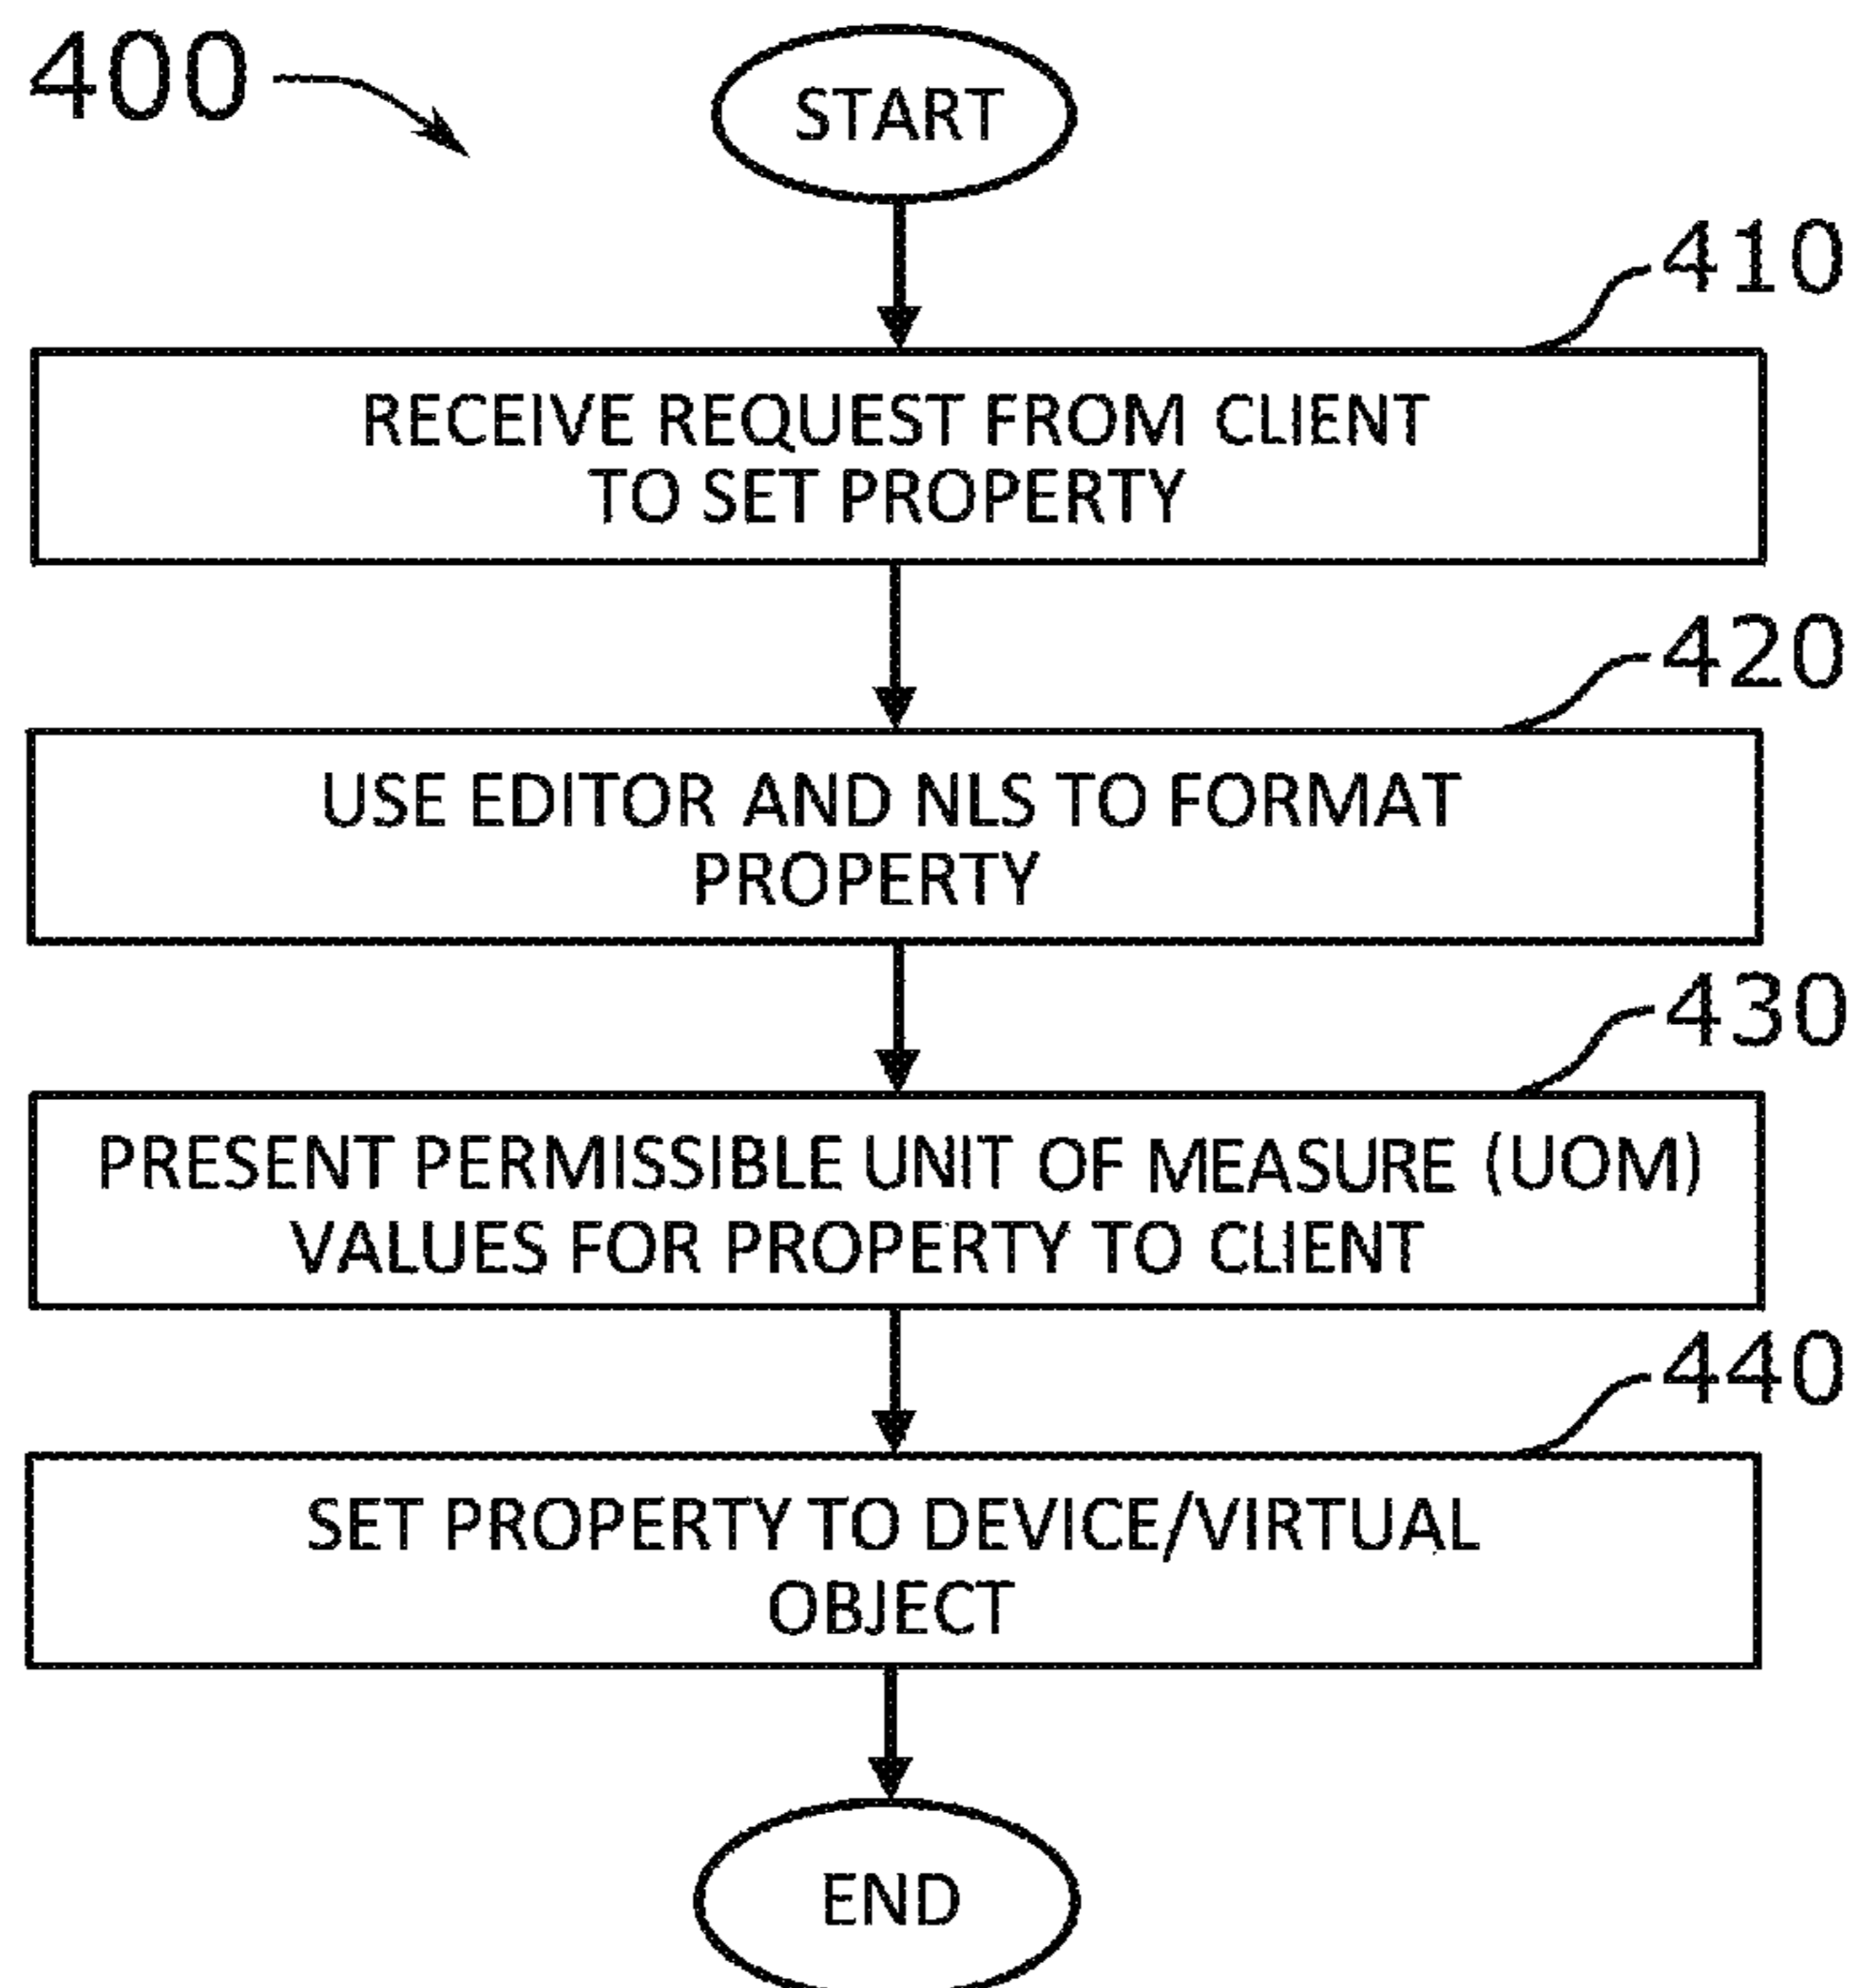 400
START
410
RECEIVE REQUEST FROM CLIENT
TO SET PROPERTY
420
USE EDITOR AND NLS TO FORMAT
PROPERTY
430
PRESENT PERMISSIBLE UNIT OF MEASURE (UOM)
VALUES FOR PROPERTY TO CLIENT
440
SET PROPERTY TO DEVICE/VIRTUAL
OBJECT
END